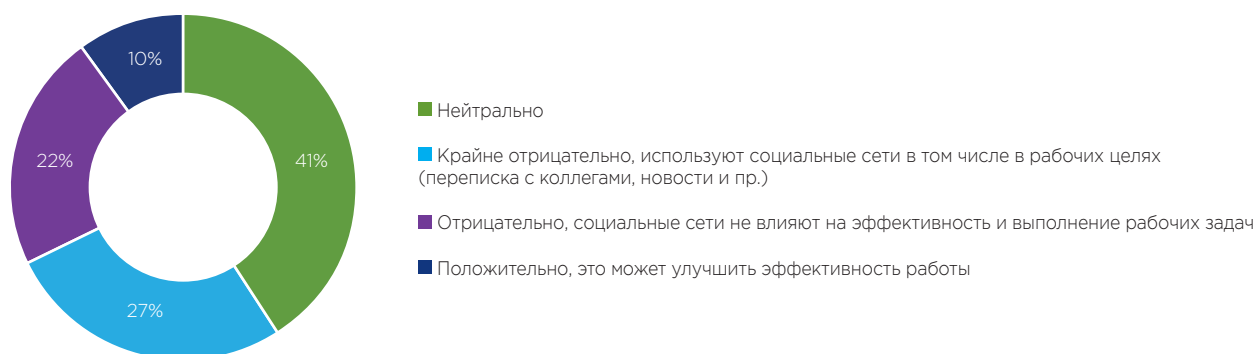 10%
22%
41%
27%
Нейтрально
Крайне отрицательно, используют социальные сети в том числе в рабочих целях
(переписка с коллегами, новости и пр.)
Отрицательно, социальные сети не влияют на эффективность и выполнение рабочих задач
Положительно, это может улучшить эффективность работы